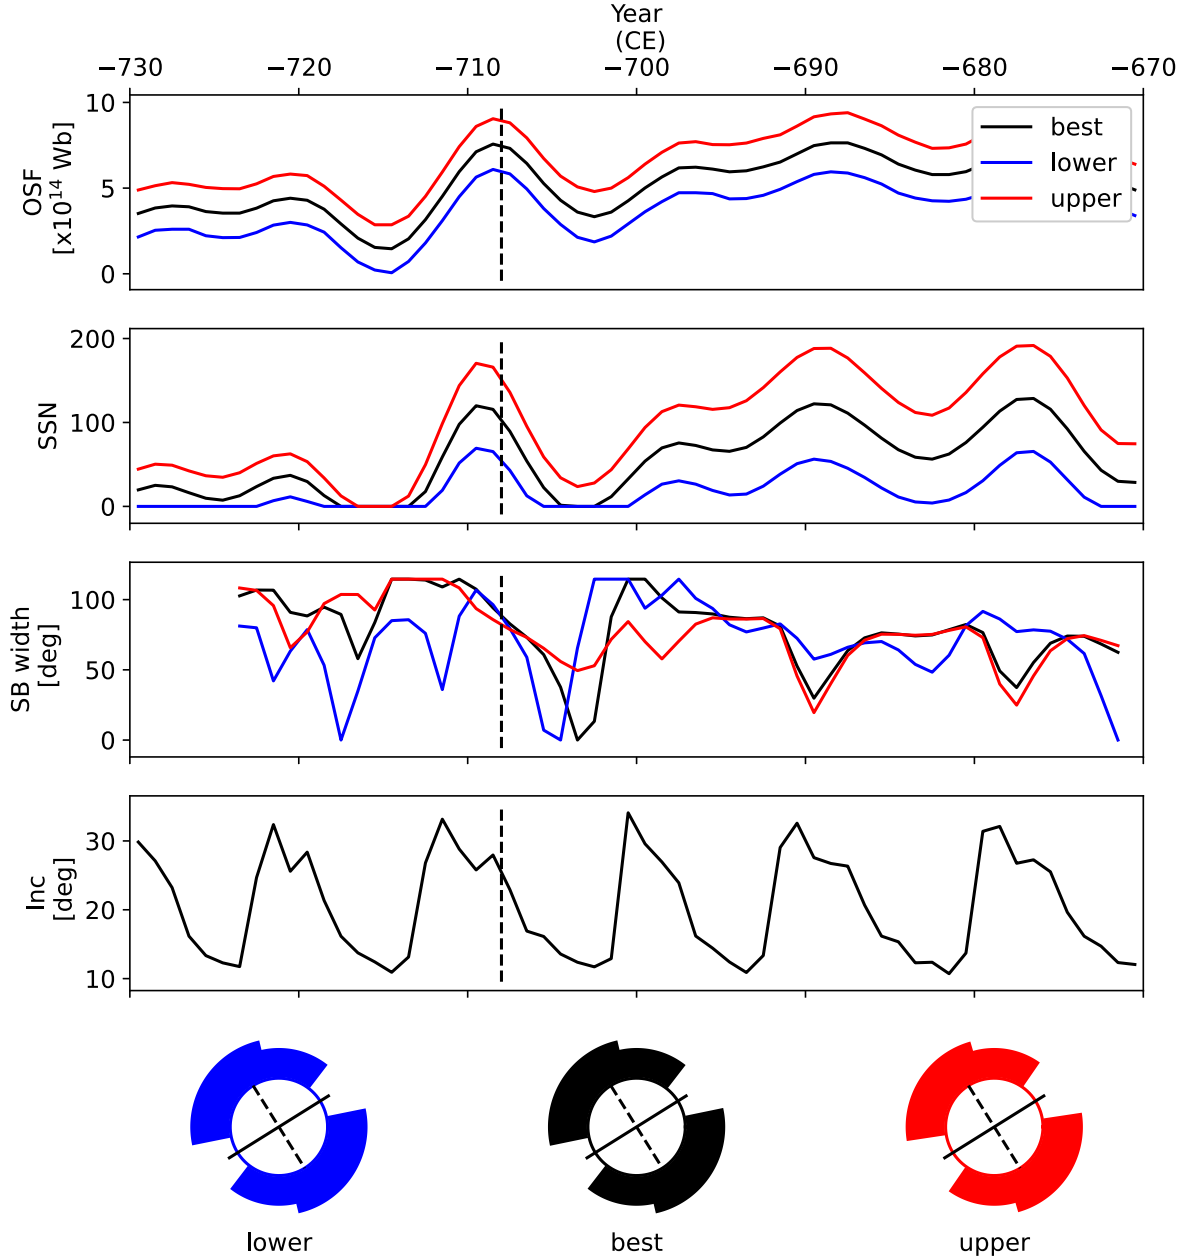 Year
(CE)
−730 −720 −710 −700 −690 −680 −670
10
5
0
OSF
[x10¹⁴ Wb]
best
lower
upper
200
100
0
SSN
100
50
0
SB width
[deg]
30
20
10
Inc
[deg]
lower best upper